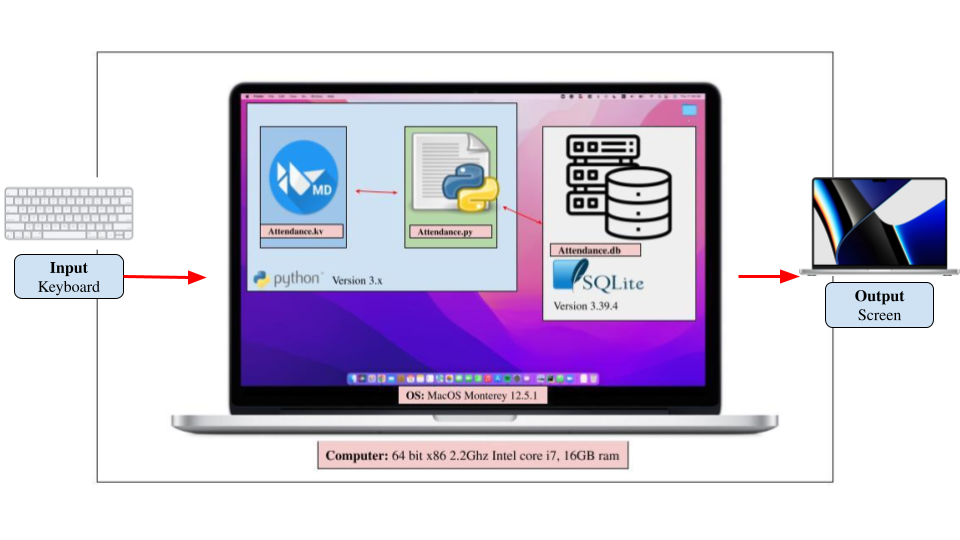 MD
Attendance.kv
Attendance.py
python
Version 3.x
Attendance.db
SQLite
Version 3.39.4
Input
Keyboard
Output
Screen
OS: MacOS Monterey 12.5.1
Computer: 64 bit x86 2.2Ghz Intel core i7, 16GB ram